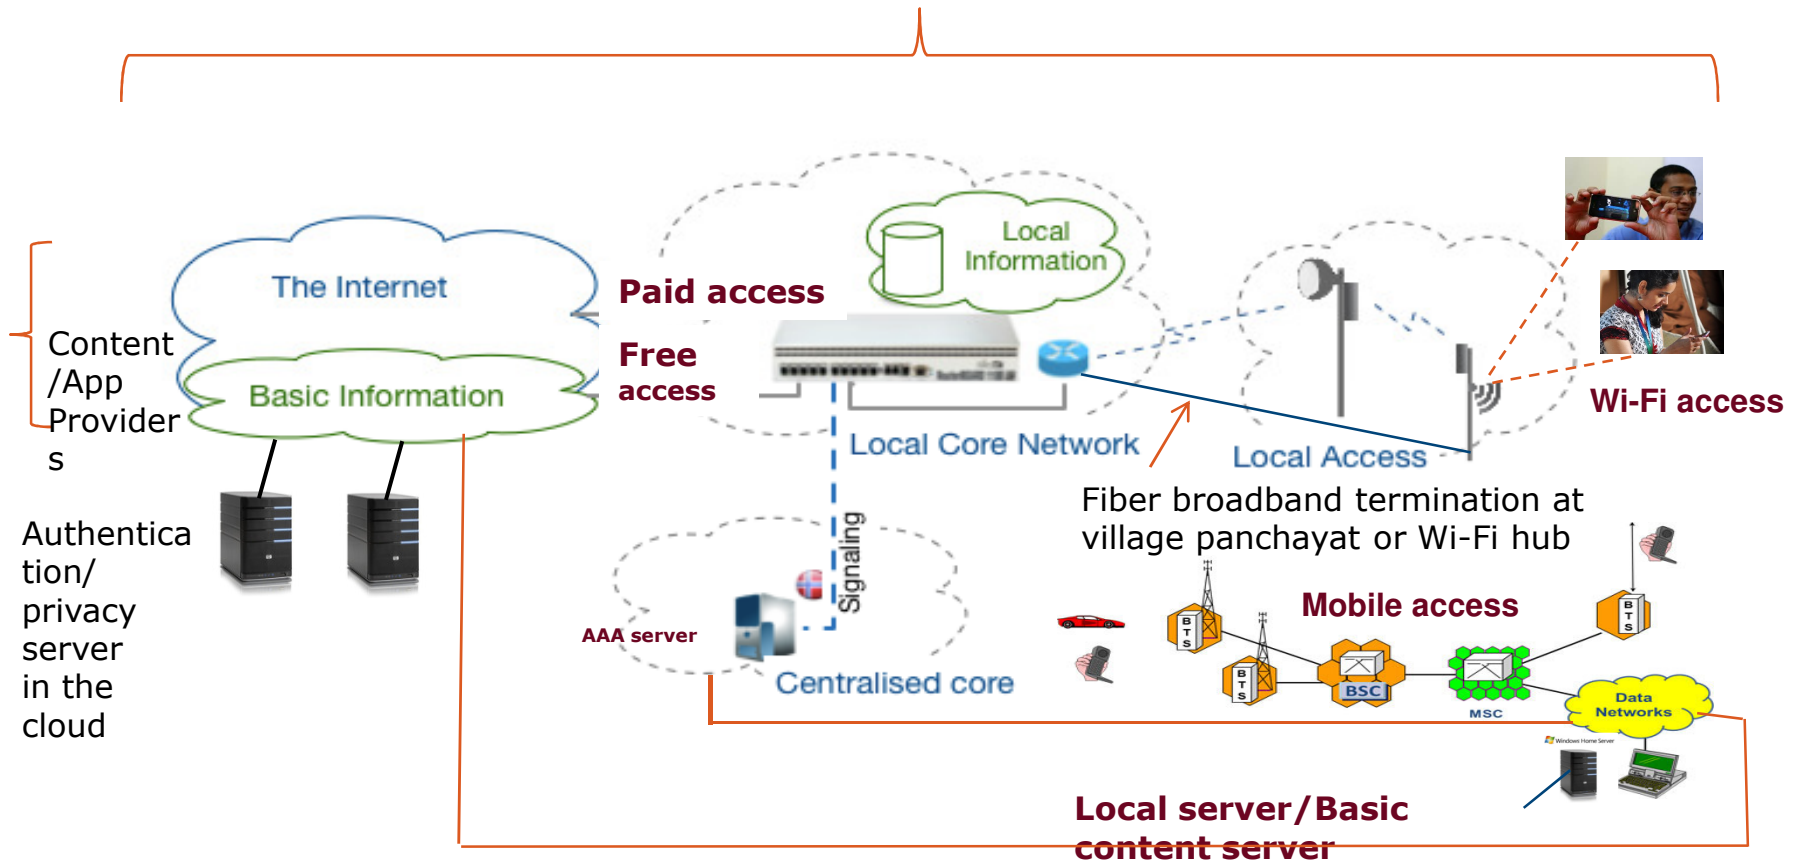 The Internet
Basic Information
Content
/App
Provider
s
Authentica
tion/
privacy
server
in the
cloud
Paid access
Free
access
Local
Information
Local Core Network
Local Access
Wi-Fi access
Fiber broadband termination at
village panchayat or Wi-Fi hub
Signaling
AAA server
Centralised core
Mobile access
BTS
BTS
BTS
BSC
MSC
Data
Networks
Windows Home Server
Local server/Basic
content server